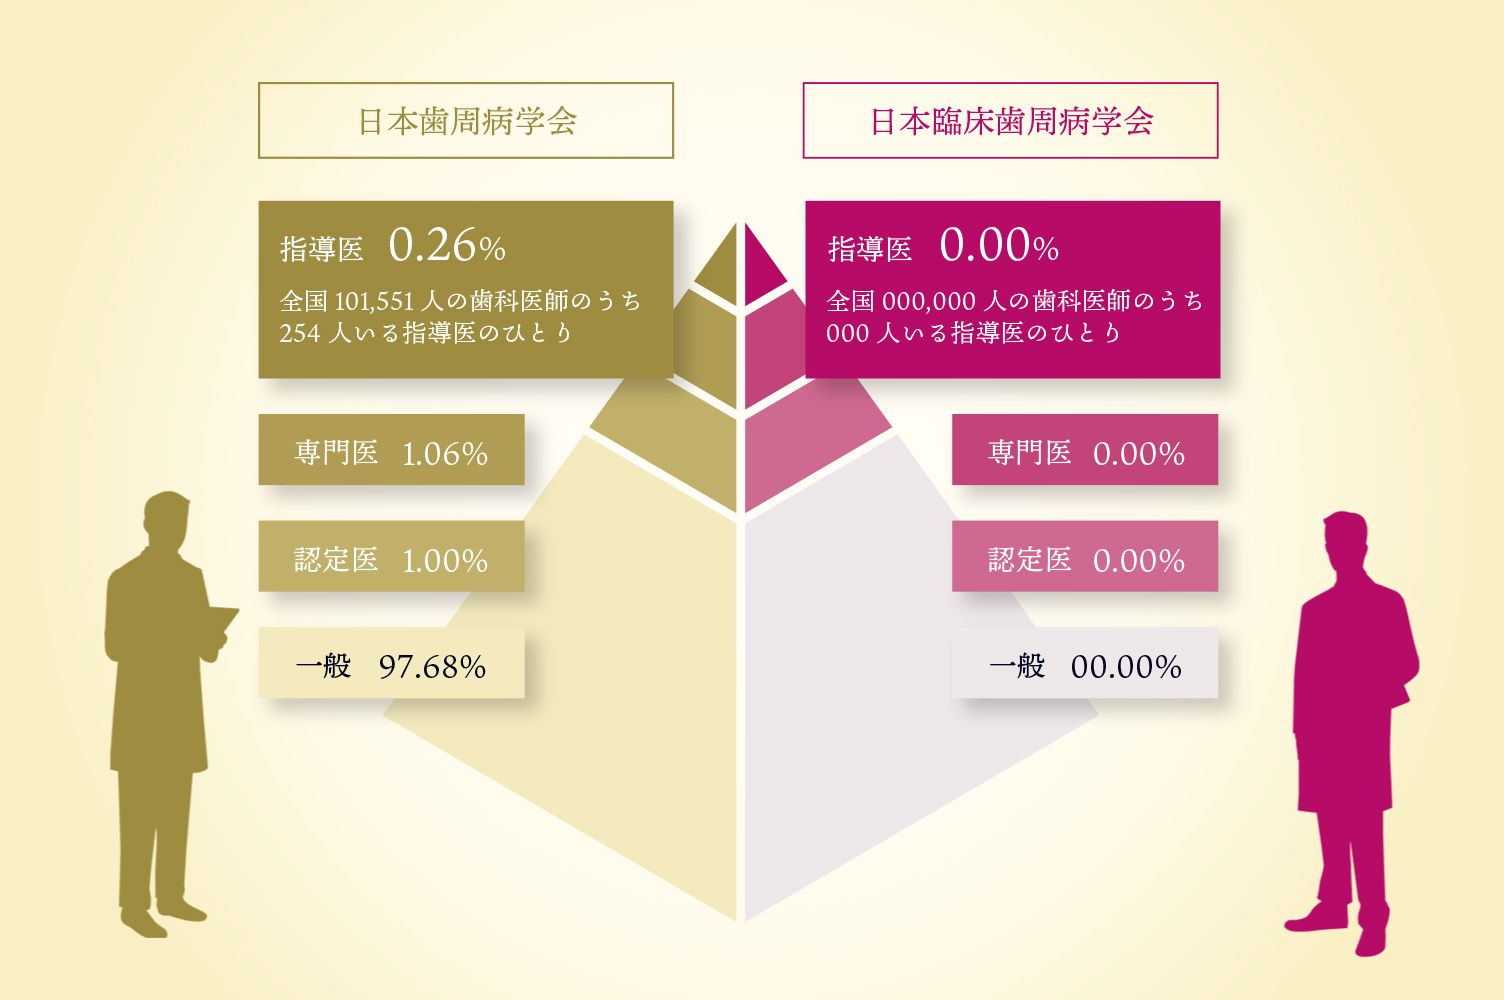 日本歯周病学会
指導医 0.26%
全国 101,551 人の歯科医師のうち
254 人いる指導医のひとり
専門医 1.06%
認定医 1.00%
一般 97.68%
日本臨床歯周病学会
指導医 0.00%
全国 000,000 人の歯科医師のうち
000 人いる指導医のひとり
専門医 0.00%
認定医 0.00%
一般 00.00%